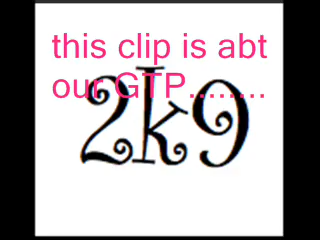 this clip is abt
our GTP........
2k9